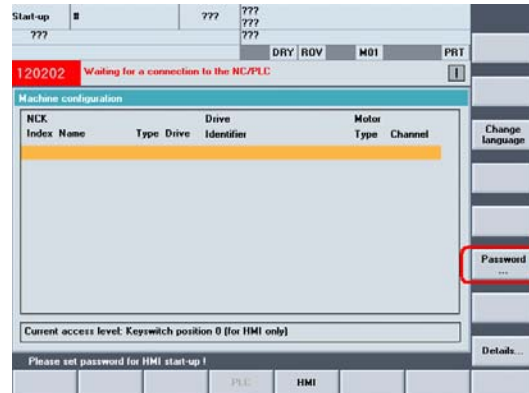 Start-up # ??? ???
???
??? ???
DRY ROV M01 PRT
120202 Waiting for a connection to the NC/PLC
Machine configuration
NCK Drive Motor
Index Name Type Drive Identifier Type Channel
Change
language
Password
...
Current access level: Keyswitch position 0 (for HMI only)
Details...
Please set password for HMI start-up !
PLC HMI